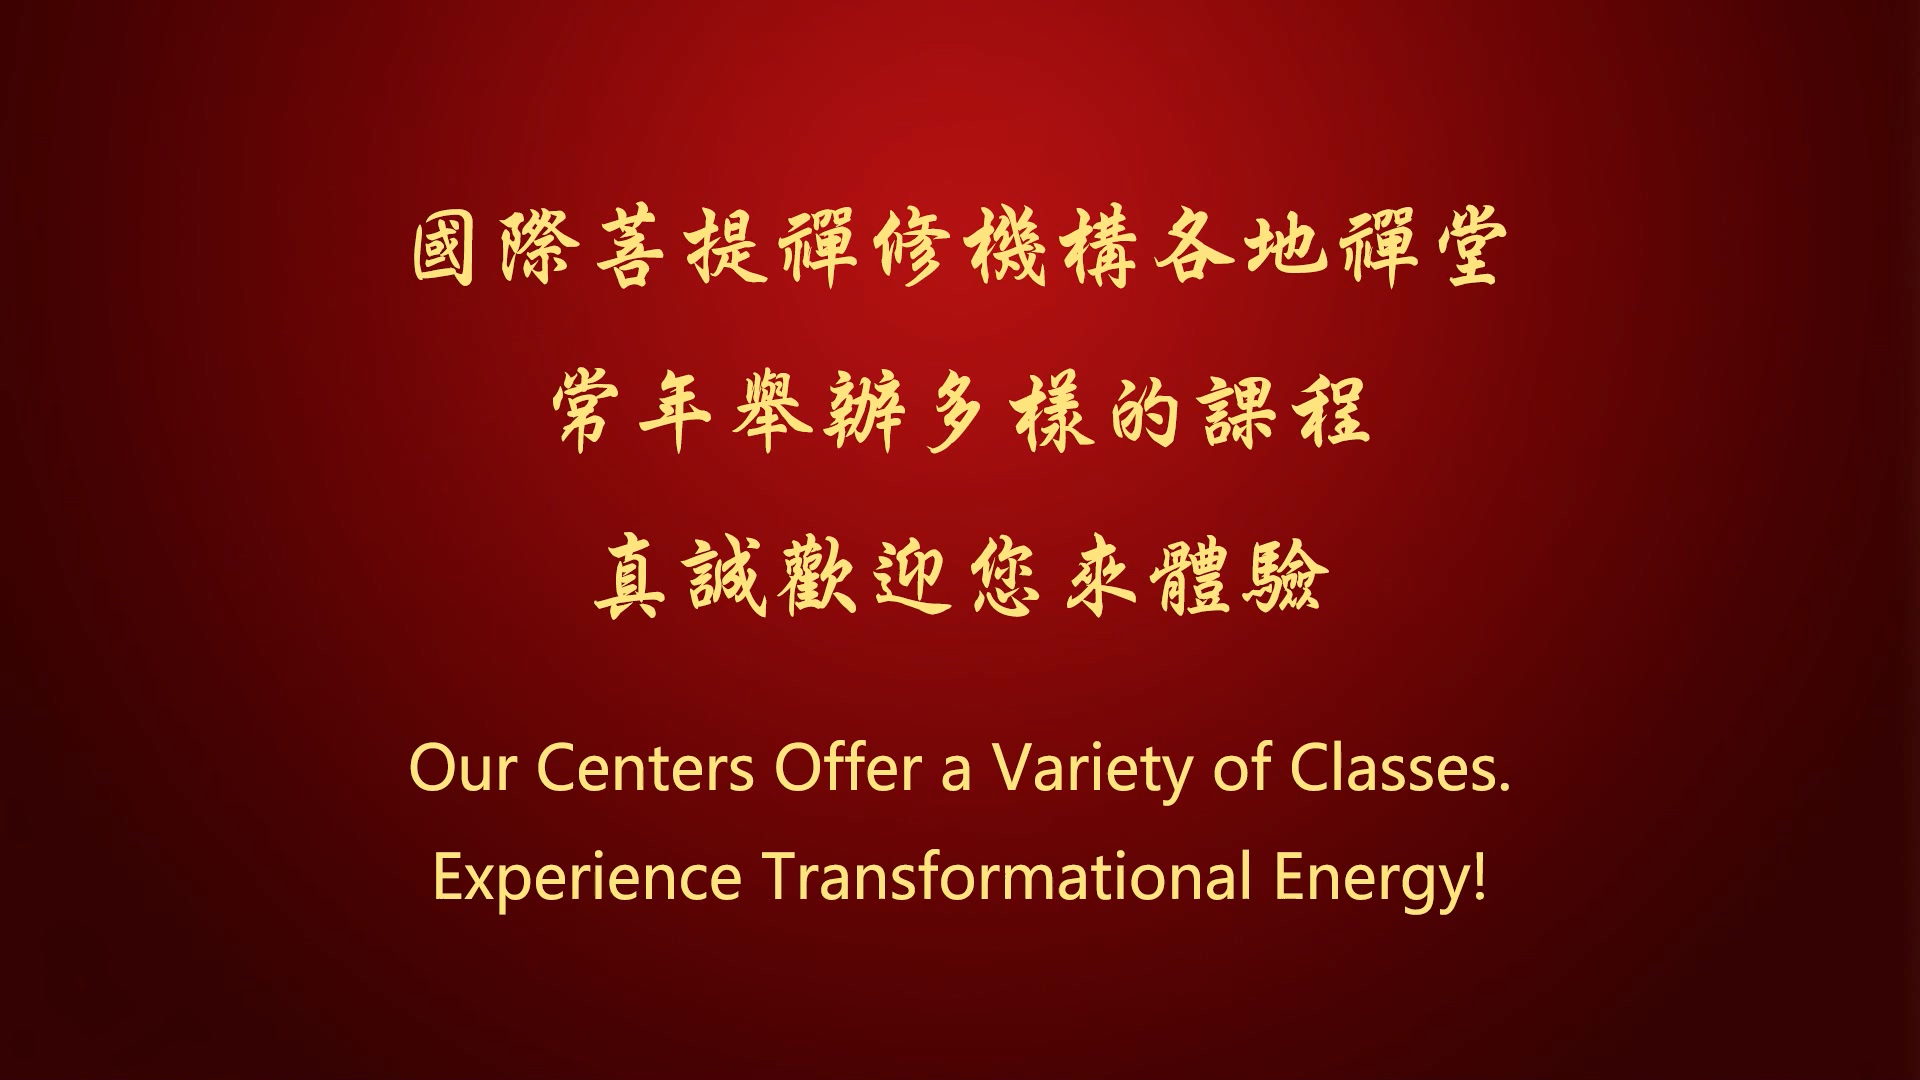 國際菩提禪修機構各地禪堂
常年舉辦多樣的課程
真誠歡迎您來體驗
Our Centers Offer a Variety of Classes.
Experience Transformational Energy!